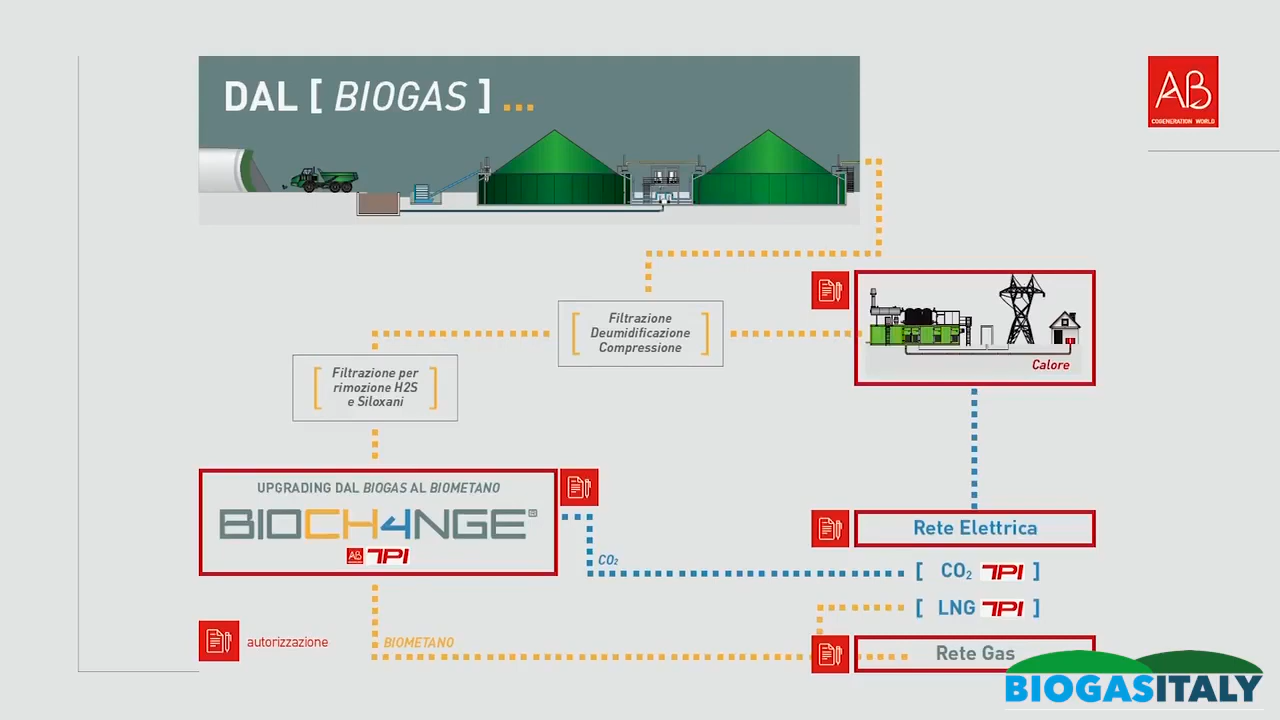 DAL [ BIOGAS ] ...
AB
COGENERATION WORLD
Filtrazione
Deumidificazione
Compressione
Calore
Filtrazione per
rimozione H2S
e Siloxani
UPGRADING DAL BIOGAS AL BIOMETANO
BIOCH4NGE
AB TPI
Rete Elettrica
CO₂
[ CO₂ TPI ]
[ LNG TPI ]
autorizzazione
BIOMETANO
Rete Gas
BIOGASITALY